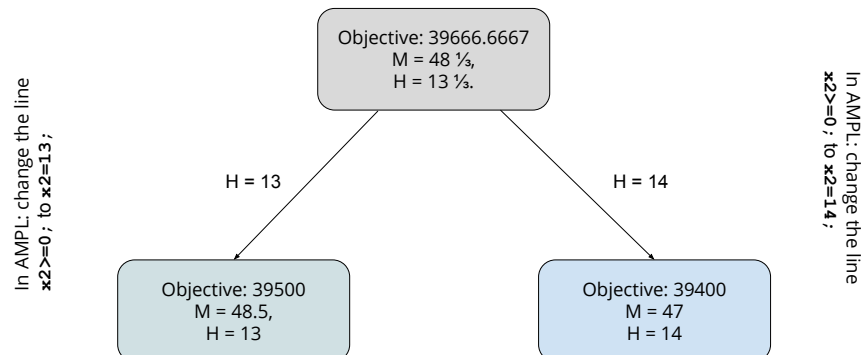 Objective: 39666.6667
M = 48 ⅓,
H = 13 ⅓.
In AMPL: change the line
x2>=0; to x2=13;
H = 13
H = 14
In AMPL: change the line
x2>=0; to x2=14;
Objective: 39500
M = 48.5,
H = 13
Objective: 39400
M = 47
H = 14